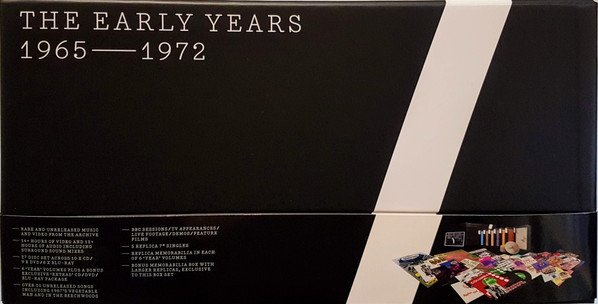 THE EARLY YEARS
1965—1972
— RARE AND UNRELEASED MUSIC
AND VIDEO FROM THE ARCHIVE
— 14+ HOURS OF VIDEO AND 12+
HOURS OF AUDIO INCLUDING
SURROUND SOUND MIXES
— 27 DISC SET ACROSS 10 X CD/
9 X DVD/8 X BLU-RAY
— 6 'YEAR' VOLUMES PLUS A BONUS
EXCLUSIVE 'EXTRAS' CD/DVD/
BLU-RAY PACKAGE
— OVER 20 UNRELEASED SONGS
INCLUDING 1967'S VEGETABLE
MAN AND IN THE BEECHWOODS
— BBC SESSIONS/TV APPEARANCES/
LIVE FOOTAGE/DEMOS/FEATURE
FILMS
— 5 REPLICA 7" SINGLES
— REPLICA MEMORABILIA IN EACH
OF 6 'YEAR' VOLUMES
— BONUS MEMORABILIA BOX WITH
LARGER REPLICAS, EXCLUSIVE
TO THIS BOX SET